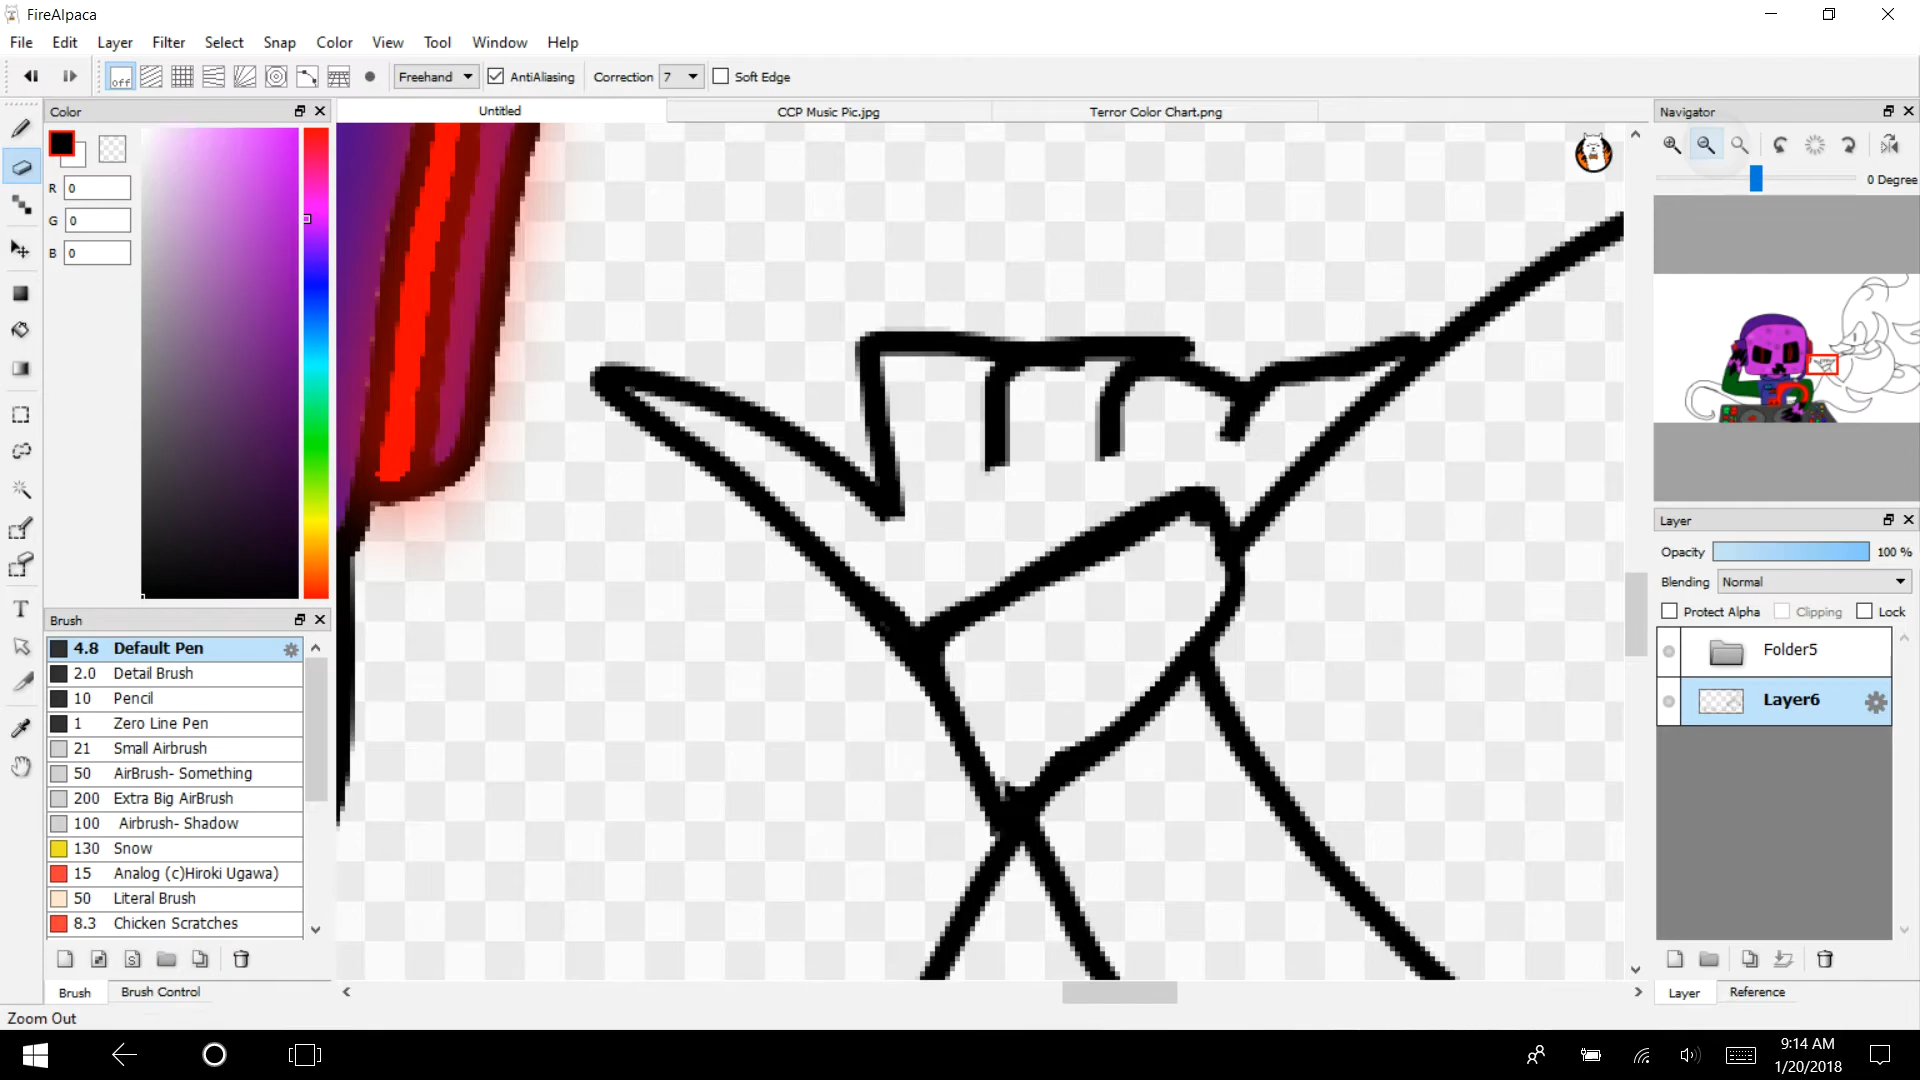 FireAlpaca
File Edit Layer Filter Select Snap Color View Tool Window Help
off Freehand AntiAliasing Correction 7 Soft Edge
Color
R 0
G 0
B 0
Untitled CCP Music Pic.jpg Terror Color Chart.png
Navigator
0 Degree
Brush
4.8 Default Pen
2.0 Detail Brush
10 Pencil
1 Zero Line Pen
21 Small Airbrush
50 AirBrush- Something
200 Extra Big AirBrush
100 Airbrush- Shadow
130 Snow
15 Analog (c)Hiroki Ugawa)
50 Literal Brush
8.3 Chicken Scratches
S
Brush Brush Control
Layer
Opacity 100 %
Blending Normal
Protect Alpha Clipping Lock
Folder5
Layer6
Layer Reference
Zoom Out
9:14 AM
1/20/2018